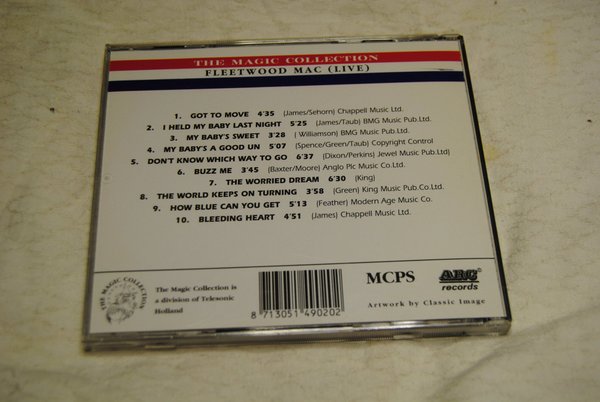 THE MAGIC COLLECTION
FLEETWOOD MAC (LIVE)
1. GOT TO MOVE 4'35 (James/Sehorn) Chappell Music Ltd.
2. I HELD MY BABY LAST NIGHT 5'25 (James/Taub) BMG Music Pub.Ltd.
3. MY BABY'S SWEET 3'28 ( Williamson) BMG Music Pub.Ltd.
4. MY BABY'S A GOOD UN 5'07 (Spence/Green/Taub) Copyright Control
5. DON'T KNOW WHICH WAY TO GO 6'37 (Dixon/Perkins) Jewel Music Pub.Ltd)
6. BUZZ ME 3'45 (Baxter/Moore) Anglo Plc Music Co.Ltd
7. THE WORRIED DREAM 6'30 (King)
8. THE WORLD KEEPS ON TURNING 3'58 (Green) King Music Pub.Co.Ltd.
9. HOW BLUE CAN YOU GET 5'13 (Feather) Modern Age Music Co.
10. BLEEDING HEART 4'51 (James) Chappell Music Ltd.
THE MAGIC COLLECTION
The Magic Collection is
a division of Telesonic
Holland
8 713051 490202
MCPS
ARC
records
Artwork by Classic Image